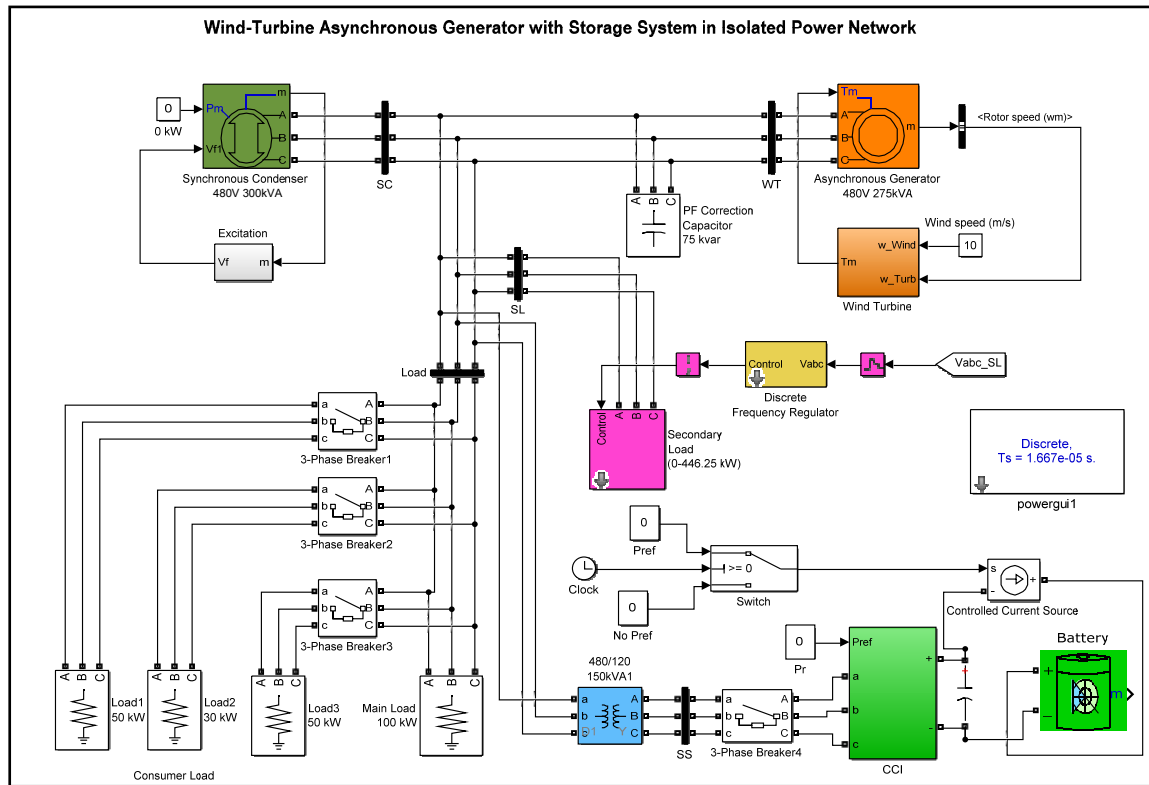 Wind-Turbine Asynchronous Generator with Storage System in Isolated Power Network
0
0 kW
Pm
Vf1
m
A
B
C
Synchronous Condenser
480V 300kVA
Excitation
Vf
m
SC
A
B
C
PF Correction
Capacitor
75 kvar
WT
Tm
A
B
C
m
Asynchronous Generator
480V 275kVA
<Rotor speed (wm)>
Wind speed (m/s)
10
w_Wind
Tm
w_Turb
Wind Turbine
SL
Load
Control
A
B
C
Secondary
Load
(0-446.25 kW)
Control
Vabc
Discrete
Frequency Regulator
Vabc_SL
Discrete,
Ts = 1.667e-05 s.
powergui1
a
b
c
A
B
C
3-Phase Breaker1
a
b
c
A
B
C
3-Phase Breaker2
a
b
c
A
B
C
3-Phase Breaker3
A
B
C
Load1
50 kW
A
B
C
Load2
30 kW
A
B
C
Load3
50 kW
A
B
C
Main Load
100 kW
Consumer Load
0
Pref
Clock
0
No Pref
>= 0
Switch
s
-
+
Controlled Current Source
480/120
150kVA1
a
b
c
A
B
C
D1
Y
SS
a
b
c
A
B
C
3-Phase Breaker4
0
Pr
Pref
a
b
c
+
-
CCI
+
Battery
+
_
m